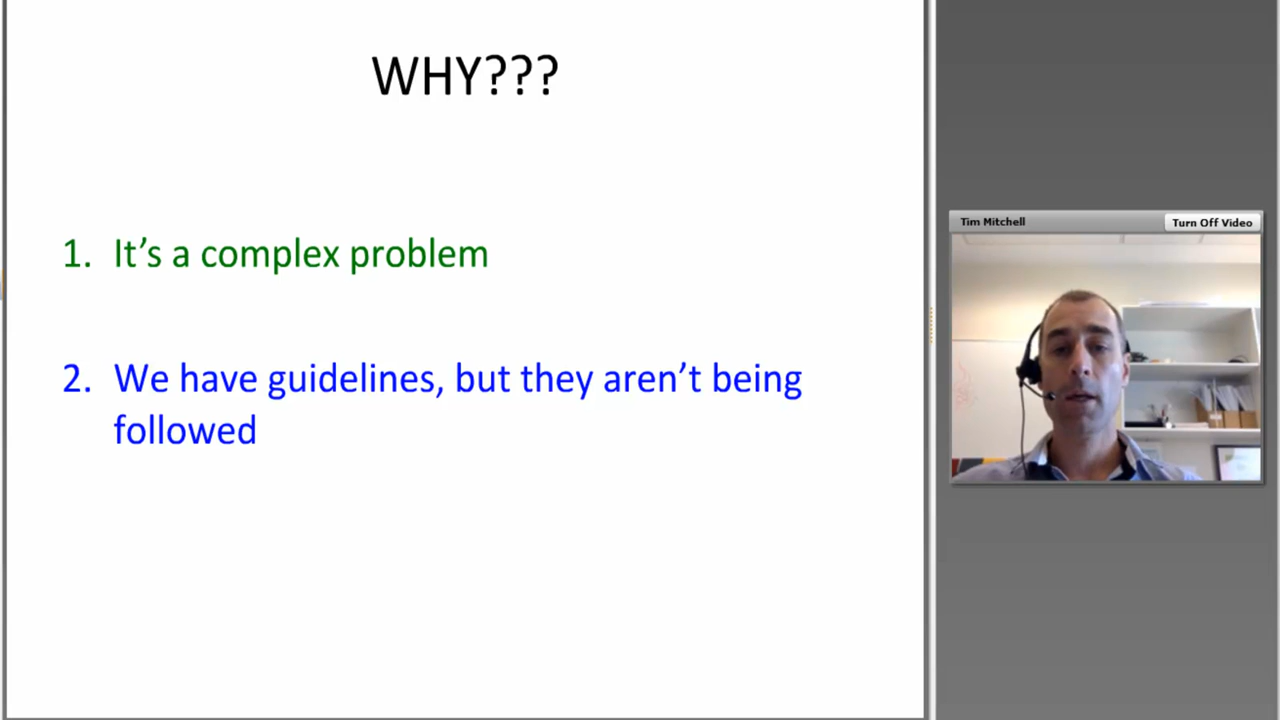 WHY???
1. It’s a complex problem
2. We have guidelines, but they aren’t being
followed
Tim Mitchell
Turn Off Video